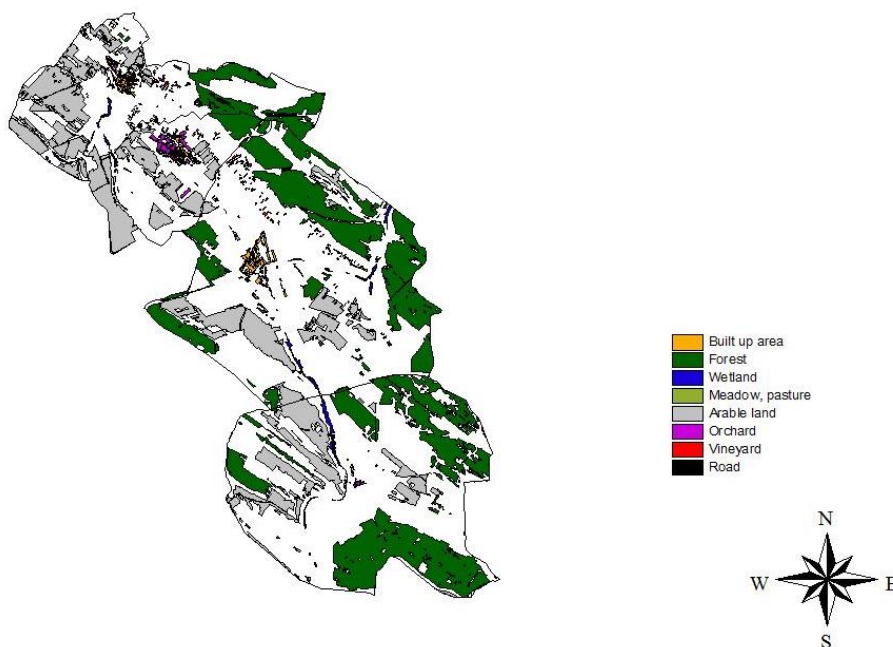 Built up area
Forest
Wetland
Meadow, pasture
Arable land
Orchard
Vineyard
Road
N
W
E
S